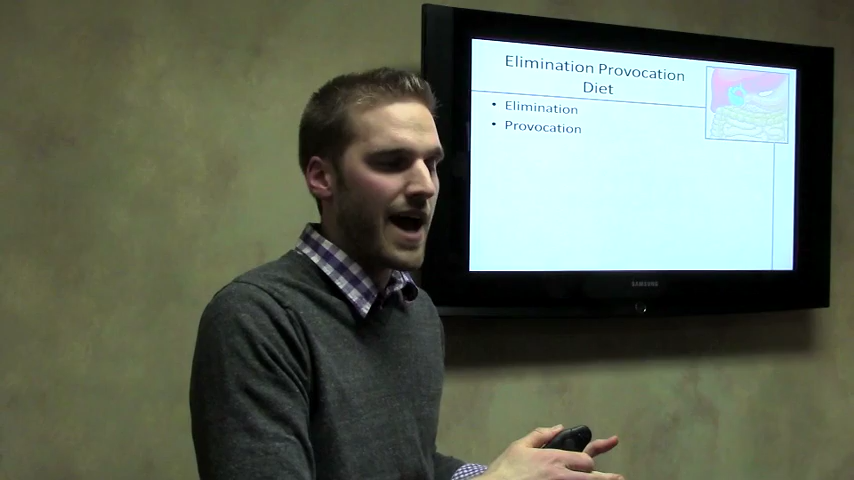 Elimination Provocation
Diet
• Elimination
• Provocation
SAMSUNG